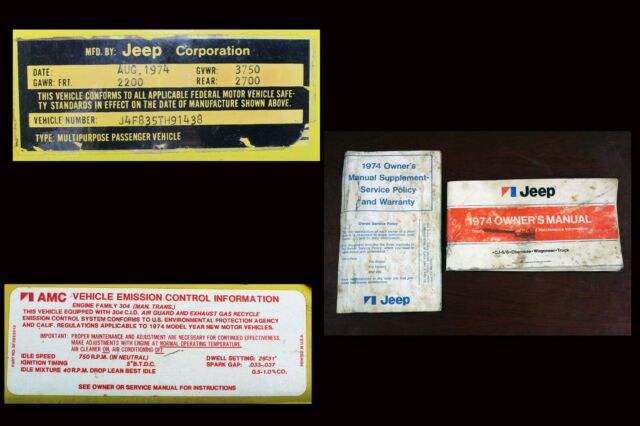 MFD. BY: Jeep Corporation
DATE: AUG, 1974 GVWR: 3750
GAWR: FRT. 2200 REAR: 2700
THIS VEHICLE CONFORMS TO ALL APPLICABLE FEDERAL MOTOR VEHICLE SAFE-
TY STANDARDS IN EFFECT ON THE DATE OF MANUFACTURE SHOWN ABOVE.
VEHICLE NUMBER: J4F835TH91438
TYPE: MULTIPURPOSE PASSENGER VEHICLE
AMC VEHICLE EMISSION CONTROL INFORMATION
ENGINE FAMILY 304 (MAN. TRANS.)
THIS VEHICLE EQUIPPED WITH 304 C.I.D. AIR GUARD AND EXHAUST GAS RECYCLE
EMISSION CONTROL SYSTEM CONFORMS TO U.S. ENVIRONMENTAL PROTECTION AGENCY
AND CALIF. REGULATIONS APPLICABLE TO 1974 MODEL YEAR NEW MOTOR VEHICLES.
IMPORTANT: PROPER MAINTENANCE AND ADJUSTMENT ARE NECESSARY FOR CONTINUED EFFECTIVENESS.
MAKE ADJUSTMENTS WITH ENGINE AT NORMAL OPERATING TEMPERATURE.
AIR CLEANER ON, AIR CONDITIONING OFF.
IDLE SPEED 750 R.P.M. (IN NEUTRAL) DWELL SETTING: 29°31°
IGNITION TIMING 5° B.T.D.C. SPARK GAP: .033-.037
IDLE MIXTURE 40 R.P.M. DROP LEAN BEST IDLE 0.5-1.0% CO.
SEE OWNER OR SERVICE MANUAL FOR INSTRUCTIONS
PRINTED IN U.S.A.
1974 Owner's
Manual Supplement-
Service Policy
and Warranty
Owner Service Policy
Jeep
Jeep
1974 OWNER'S MANUAL
Maintenance Information
•CJ-5/6•Cherokee•Wagoneer•Truck